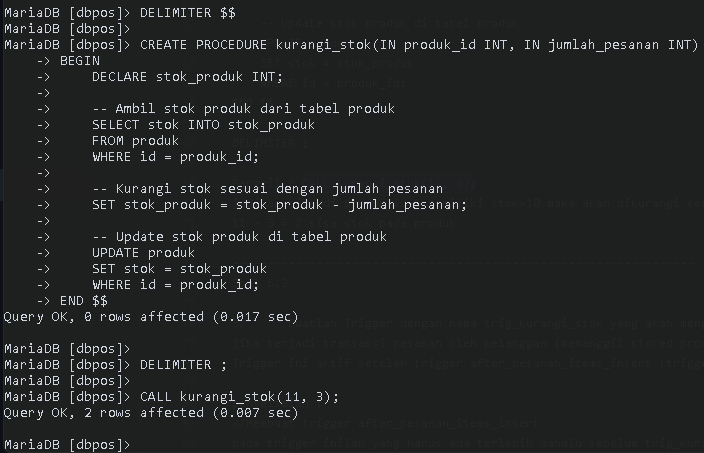 MariaDB [dbpos]> DELIMITER $$
MariaDB [dbpos]>
MariaDB [dbpos]> CREATE PROCEDURE kurangi_stok(IN produk_id INT, IN jumlah_pesanan INT)
    -> BEGIN
    ->     DECLARE stok_produk INT;
    ->
    ->     -- Ambil stok produk dari tabel produk
    ->     SELECT stok INTO stok_produk
    ->     FROM produk
    ->     WHERE id = produk_id;
    ->
    ->     -- Kurangi stok sesuai dengan jumlah pesanan
    ->     SET stok_produk = stok_produk - jumlah_pesanan;
    ->
    ->     -- Update stok produk di tabel produk
    ->     UPDATE produk
    ->     SET stok = stok_produk
    ->     WHERE id = produk_id;
    -> END $$
Query OK, 0 rows affected (0.017 sec)
MariaDB [dbpos]>
MariaDB [dbpos]> DELIMITER ;
MariaDB [dbpos]>
MariaDB [dbpos]> CALL kurangi_stok(11, 3);
Query OK, 2 rows affected (0.007 sec)
MariaDB [dbpos]>